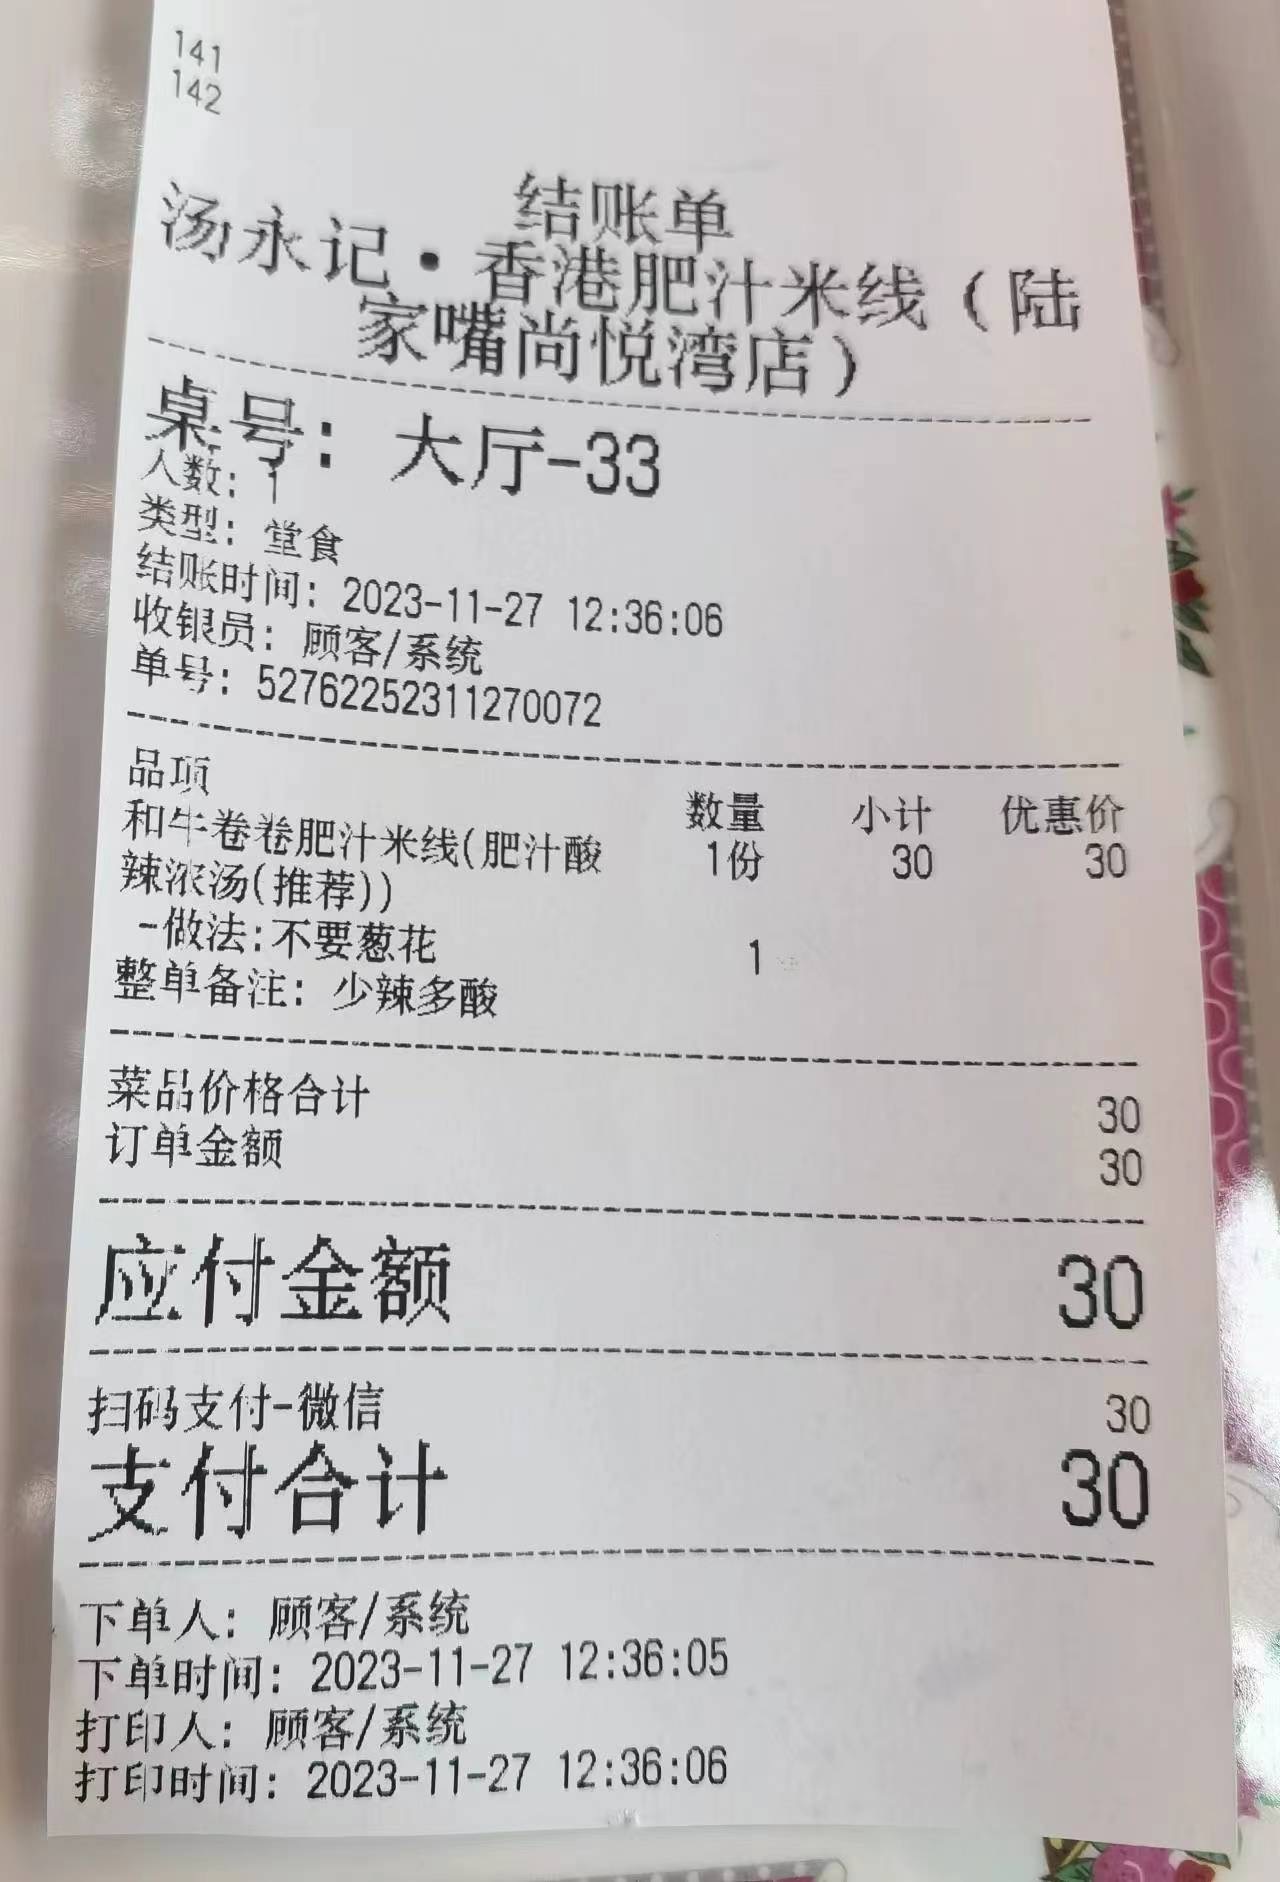 141
142
结账单
汤永记·香港肥汁米线（陆
家嘴尚悦湾店）
桌号：大厅-33
人数：1
类型：堂食
结账时间：2023-11-27 12:36:06
收银员：顾客/系统
单号：52762252311270072
品项 数量 小计 优惠价
和牛卷卷肥汁米线(肥汁酸 1份 30 30
辣浓汤(推荐))
-做法:不要葱花 1
整单备注：少辣多酸
菜品价格合计 30
订单金额 30
应付金额 30
扫码支付-微信 30
支付合计 30
下单人：顾客/系统
下单时间：2023-11-27 12:36:05
打印人：顾客/系统
打印时间：2023-11-27 12:36:06